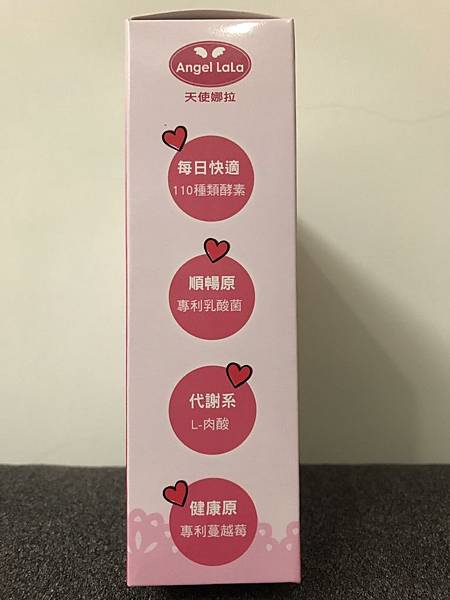 Angel LaLa
天使娜拉
每日快適
110種類酵素
順暢原
專利乳酸菌
代謝系
L-肉酸
健康原
專利蔓越莓